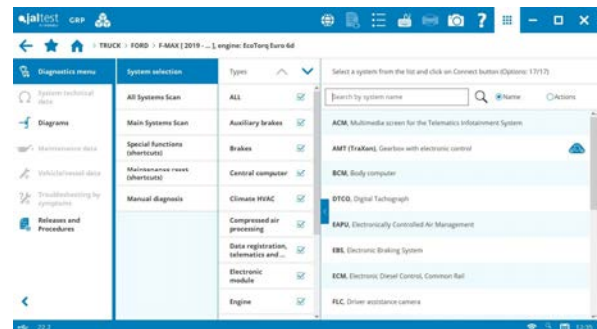 jaltest GRP
TRUCK > FORD > F-MAX [ 2019 - ... ], engine: EcoTorq Euro 6d
Diagnostics menu
System technical data
Diagrams
Maintenance data
Vehicle/vessel data
Troubleshooting by symptoms
Releases and Procedures
System selection
All Systems Scan
Main Systems Scan
Special Functions (shortcuts)
Maintenance reset (shortcuts)
Manual diagnosis
Types
ALL
Auxiliary brakes
Brakes
Central computer
Climate HVAC
Compressed air processing
Data registration, telematics and ...
Electronic module
Engine
Select a system from the list and click on Connect button (Options: 17/17)
Search by system name
Name
Actions
ACM, Multimedia screen for the Telematics Infotainment System
AMT (TraXon), Gearbox with electronic control
BCM, Body computer
DTCO, Digital Tachograph
EAPU, Electronically Controlled Air Management
EBS, Electronic Braking System
ECM, Electronic Diesel Control, Common Rail
FLC, Driver assistance camera
22.3